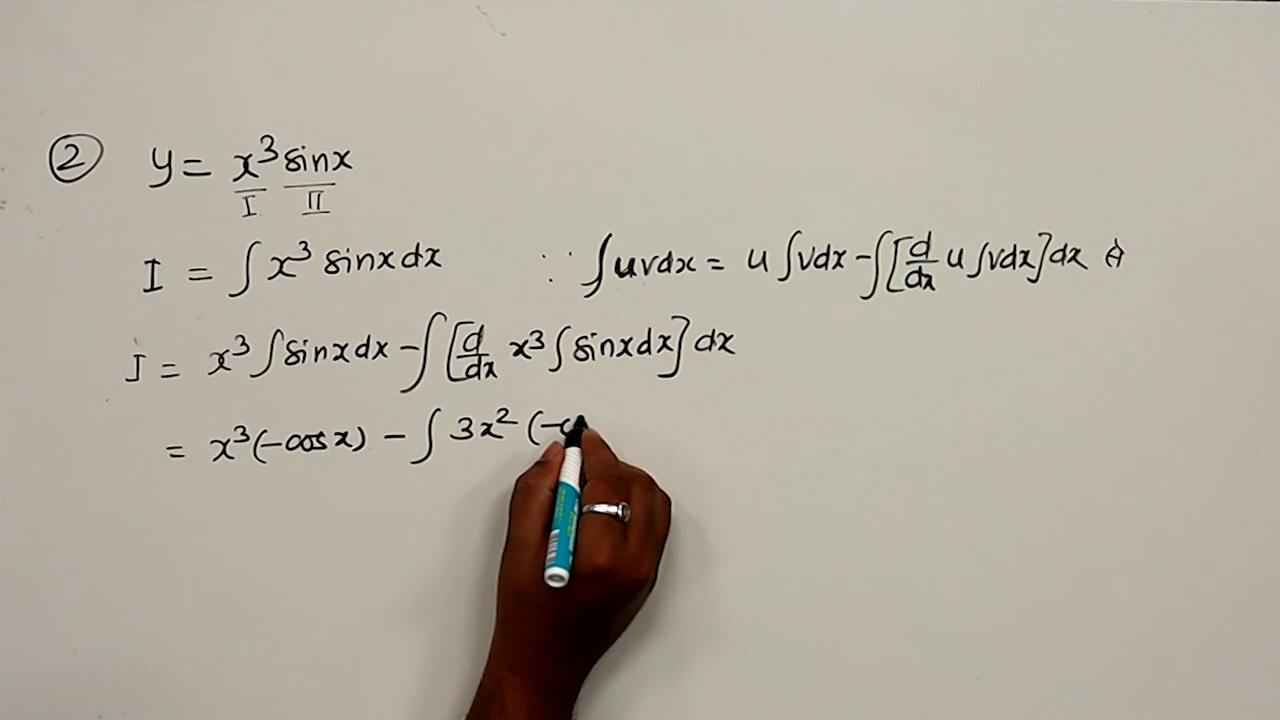 ② y = x³ sinx
I II
I = ∫ x³ sinx dx ∵ ∫ uvdx = u ∫vdx - ∫[d/dx u ∫vdx]dx A
I = x³ ∫sinx dx - ∫ [d/dx x³ ∫sinx dx] dx
= x³(-cosx) - ∫ 3x² (-c